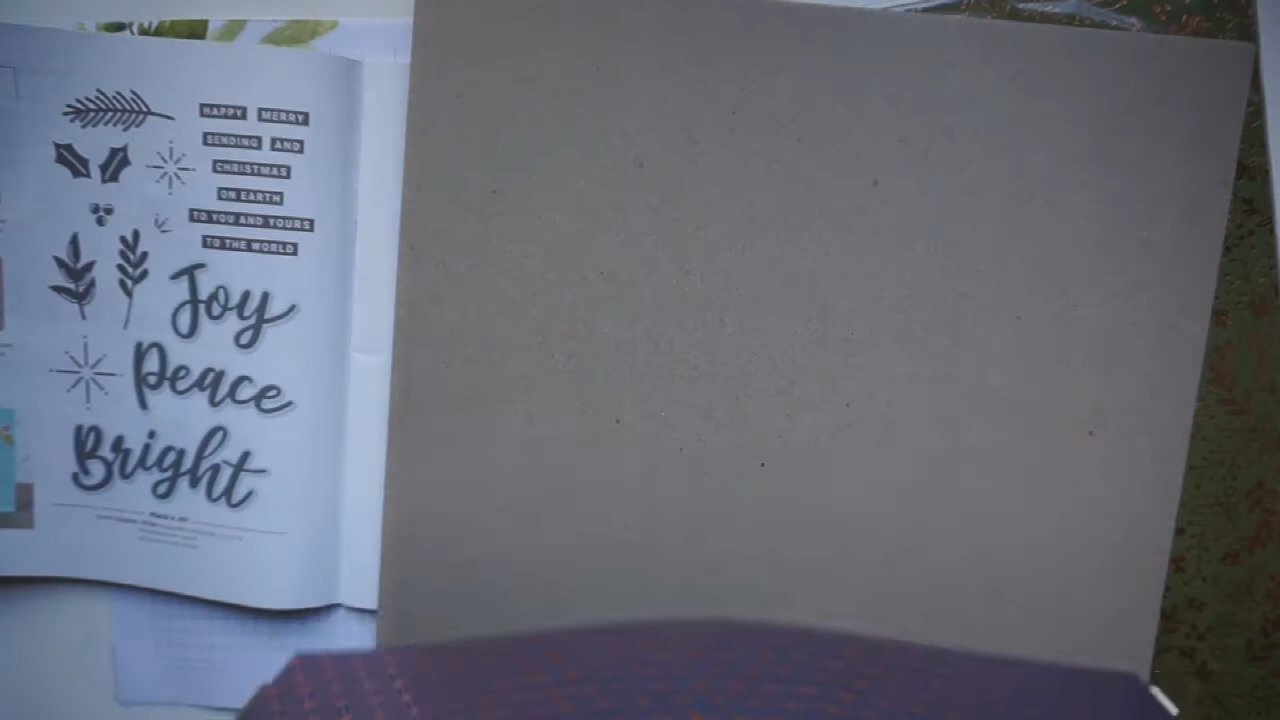 HAPPY MERRY
SENDING AND
CHRISTMAS
ON EARTH
TO YOU AND YOURS
TO THE WORLD
Joy
Peace
Bright